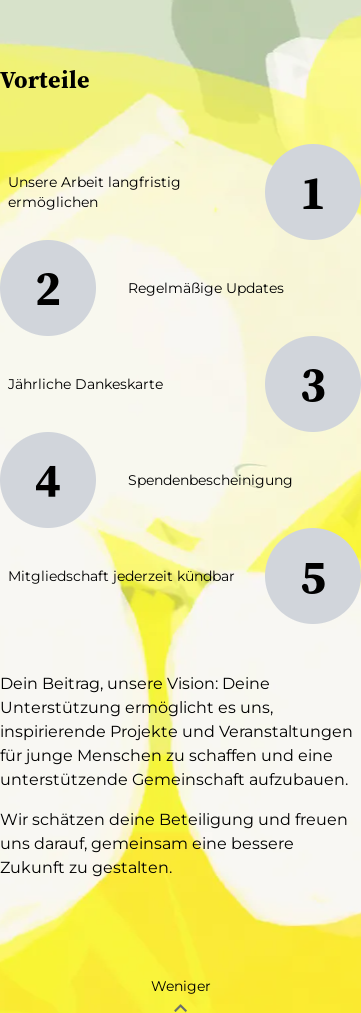 Vorteile
Unsere Arbeit langfristig
ermöglichen
1
2
Regelmäßige Updates
Jährliche Dankeskarte
3
4
Spendenbescheinigung
Mitgliedschaft jederzeit kündbar
5
Dein Beitrag, unsere Vision: Deine
Unterstützung ermöglicht es uns,
inspirierende Projekte und Veranstaltungen
für junge Menschen zu schaffen und eine
unterstützende Gemeinschaft aufzubauen.
Wir schätzen deine Beteiligung und freuen
uns darauf, gemeinsam eine bessere
Zukunft zu gestalten.
Weniger